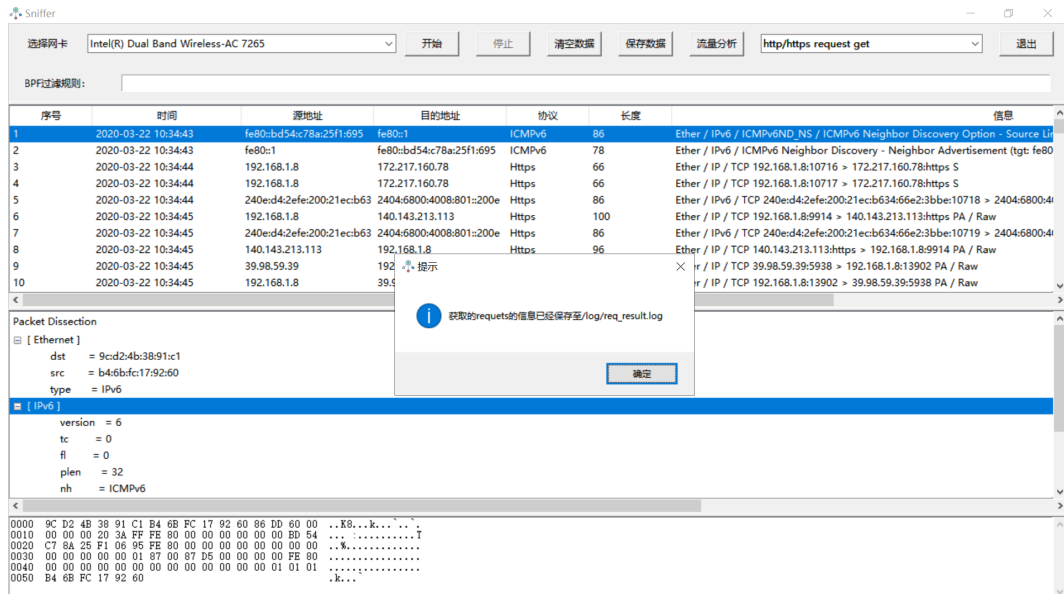 Sniffer
选择网卡 Intel(R) Dual Band Wireless-AC 7265 开始 停止 清空数据 保存数据 流量分析 http/https request get 退出
BPF过滤规则:
序号 时间 源地址 目的地址 协议 长度 信息
1 2020-03-22 10:34:43 fe80::bd54:c78a:25f1:695 fe80::1 ICMPv6 86 Ether / IPv6 / ICMPv6ND_NS / ICMPv6 Neighbor Discovery Option - Source Lin
2 2020-03-22 10:34:43 fe80::1 fe80::bd54:c78a:25f1:695 ICMPv6 78 Ether / IPv6 / ICMPv6 Neighbor Discovery - Neighbor Advertisement (tgt: fe80
3 2020-03-22 10:34:44 192.168.1.8 172.217.160.78 Https 66 Ether / IP / TCP 192.168.1.8:10716 > 172.217.160.78:https S
4 2020-03-22 10:34:44 192.168.1.8 172.217.160.78 Https 66 Ether / IP / TCP 192.168.1.8:10717 > 172.217.160.78:https S
5 2020-03-22 10:34:44 240e:d4:2efe:200:21ec:b63 2404:6800:4008:801::200e Https 86 Ether / IPv6 / TCP 240e:d4:2efe:200:21ec:b634:66e2:3bbe:10718 > 2404:6800:4
6 2020-03-22 10:34:45 192.168.1.8 140.143.213.113 Https 100 Ether / IP / TCP 192.168.1.8:9914 > 140.143.213.113:https PA / Raw
7 2020-03-22 10:34:45 240e:d4:2efe:200:21ec:b63 2404:6800:4008:801::200e Https 86 Ether / IPv6 / TCP 240e:d4:2efe:200:21ec:b634:66e2:3bbe:10719 > 2404:6800:4
8 2020-03-22 10:34:45 140.143.213.113 192.168.1.8 Https 96 Ether / IP / TCP 140.143.213.113:https > 192.168.1.8:9914 PA / Raw
9 2020-03-22 10:34:45 39.98.59.39 192 er / IP / TCP 39.98.59.39:5938 > 192.168.1.8:13902 PA / Raw
10 2020-03-22 10:34:45 192.168.1.8 39.9 er / IP / TCP 192.168.1.8:13902 > 39.98.59.39:5938 PA / Raw
提示
获取的requets的信息已经保存至/log/req_result.log
确定
Packet Dissection
[ Ethernet ]
dst = 9c:d2:4b:38:91:c1
src = b4:6b:fc:17:92:60
type = IPv6
[ IPv6 ]
version = 6
tc = 0
fl = 0
plen = 32
nh = ICMPv6
0000 9C D2 4B 38 91 C1 B4 6B FC 17 92 60 86 DD 60 00 ..K8...k...`..`.
0010 00 00 00 20 3A FF FE 80 00 00 00 00 00 00 BD 54 ... :..........T
0020 C7 8A 25 F1 06 95 FE 80 00 00 00 00 00 00 00 00 ..%.............
0030 00 00 00 00 00 01 87 00 87 D5 00 00 00 00 FE 80 ................
0040 00 00 00 00 00 00 00 00 00 00 00 00 00 01 01 01 ................
0050 B4 6B FC 17 92 60 .k...`